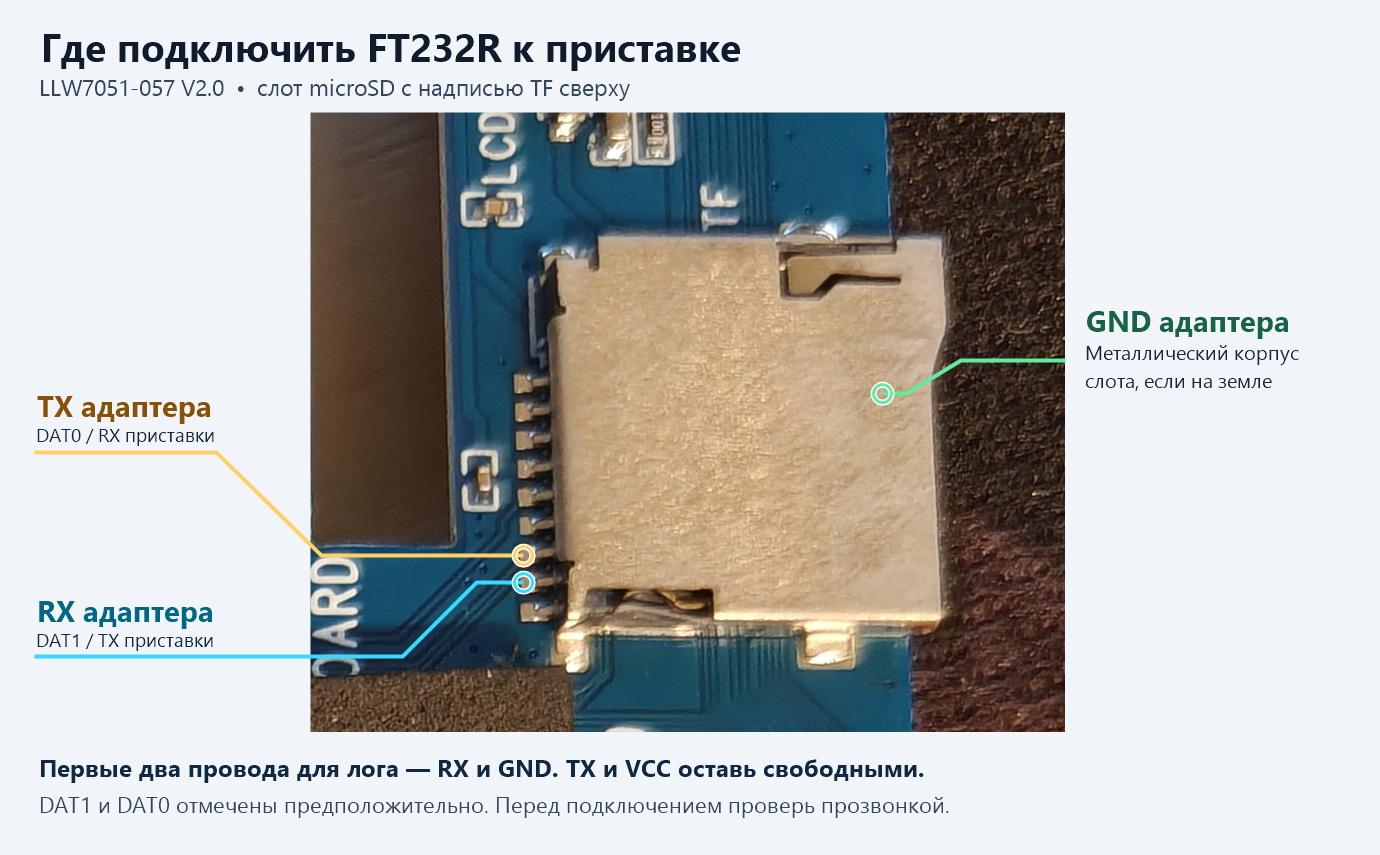 Где подключить FT232R к приставке
LLW7051-057 V2.0 • слот microSD с надписью TF сверху
LCD
TF
GND адаптера
Металлический корпус
слота, если на земле
TX адаптера
DAT0 / RX приставки
RX адаптера
DAT1 / TX приставки
DARD
Первые два провода для лога — RX и GND. TX и VCC оставь свободными.
DAT1 и DAT0 отмечены предположительно. Перед подключением проверь прозвонкой.